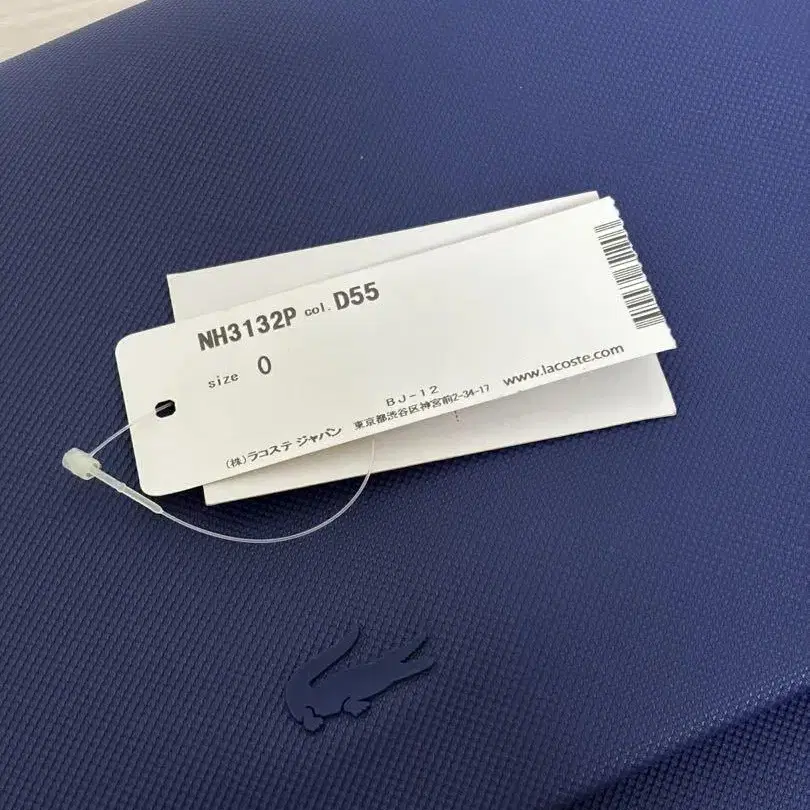 NH3132P col. D55
size 0
BJ-12
(株)ラコステ ジャパン 東京都渋谷区神宮前2-34-17 www.lacoste.com